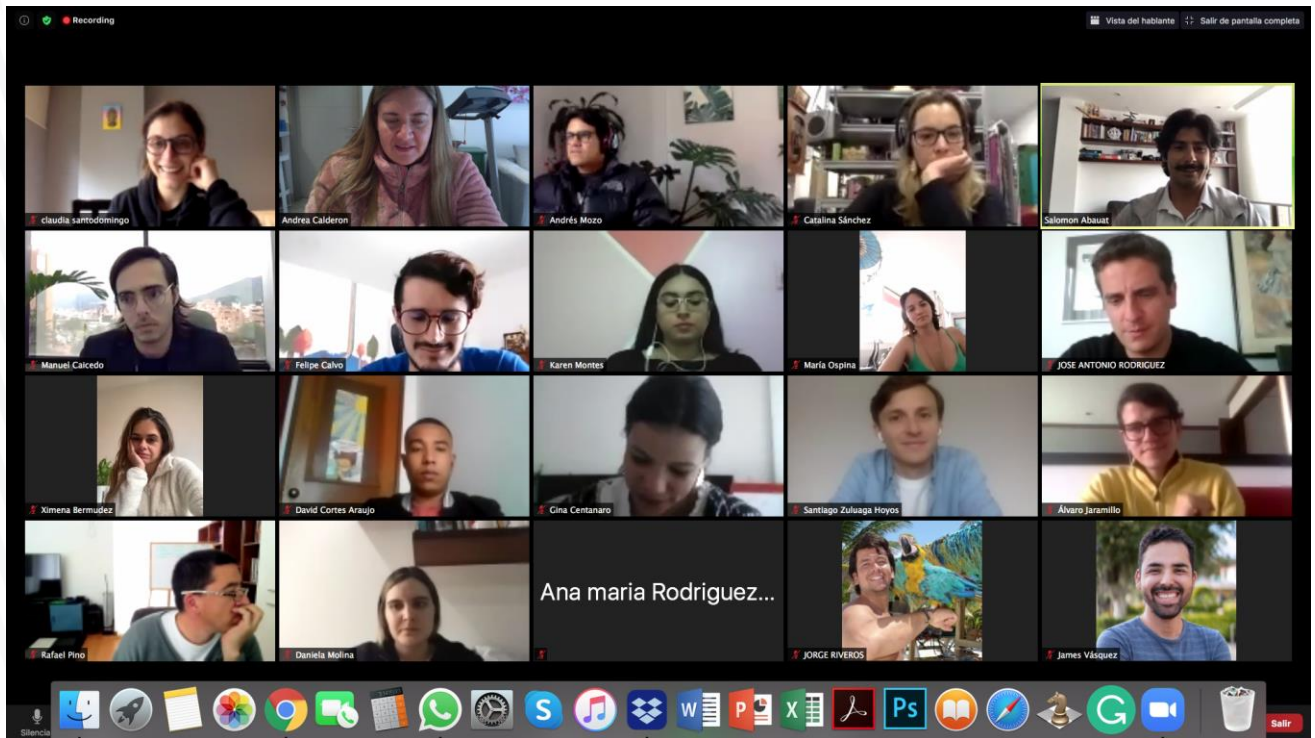 Recording
Vista del hablante
Salir de pantalla completa
claudia santodomingo
Andrea Calderon
Andrés Mozo
Catalina Sánchez
Salomon Abauat
Manuel Caicedo
Felipe Calvo
Karen Montes
María Ospina
JOSE ANTONIO RODRIGUEZ
Ximena Bermudez
David Cortes Araujo
Gina Centanaro
Santiago Zuluaga Hoyos
Álvaro Jaramillo
Rafael Pino
Daniela Molina
Ana maria Rodriguez...
JORGE RIVEROS
James Vásquez
Silencia
W
P
X
Ps
S
G
Salir